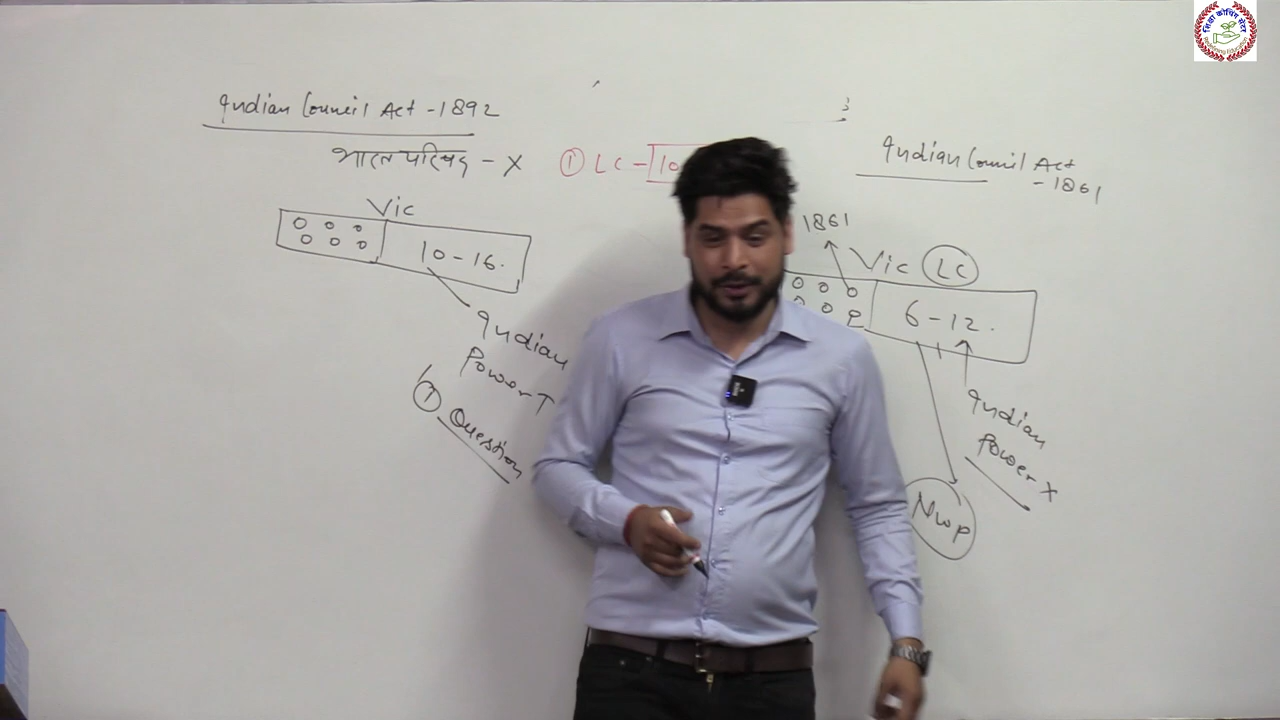 Indian Council Act - 1892
भारत परिषद - X
① LC - 10
Vic
10 - 16.
Indian
Power ↑
① Question
Indian Council Act
- 1861
1861
Vic LC
6 - 12.
Indian
Power X
NWP